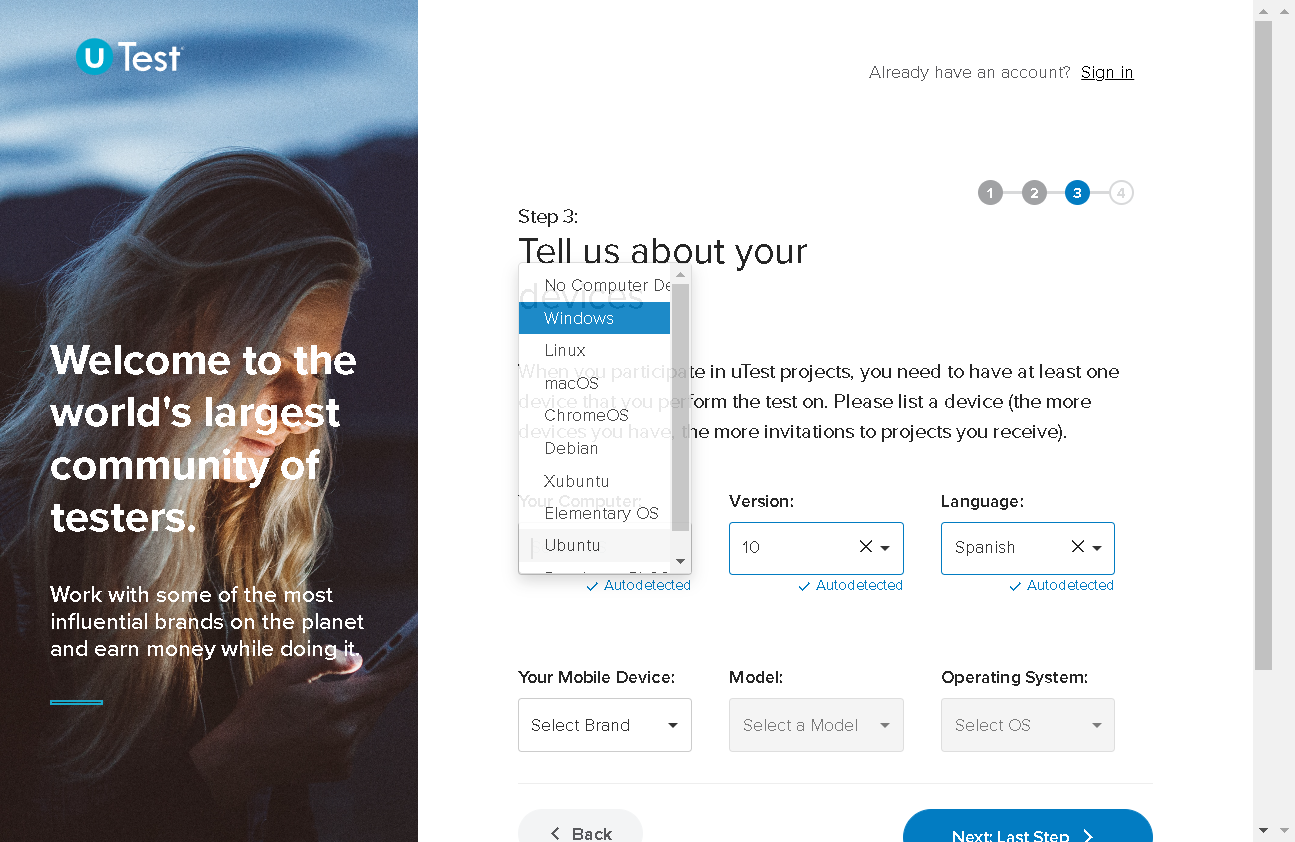 U Test
Already have an account? Sign in
1 2 3 4
Step 3:
Tell us about your
devices
No Computer De
Windows
Linux
macOS
ChromeOS
Debian
Xubuntu
Elementary OS
Ubuntu
When you participate in uTest projects, you need to have at least one
device that you perform the test on. Please list a device (the more
devices you have, the more invitations to projects you receive).
Your Computer:
Version:
Language:
10
Spanish
Autodetected
Autodetected
Autodetected
Your Mobile Device:
Model:
Operating System:
Select Brand
Select a Model
Select OS
Back
Next: Last Step
Welcome to the
world's largest
community of
testers.
Work with some of the most
influential brands on the planet
and earn money while doing it.